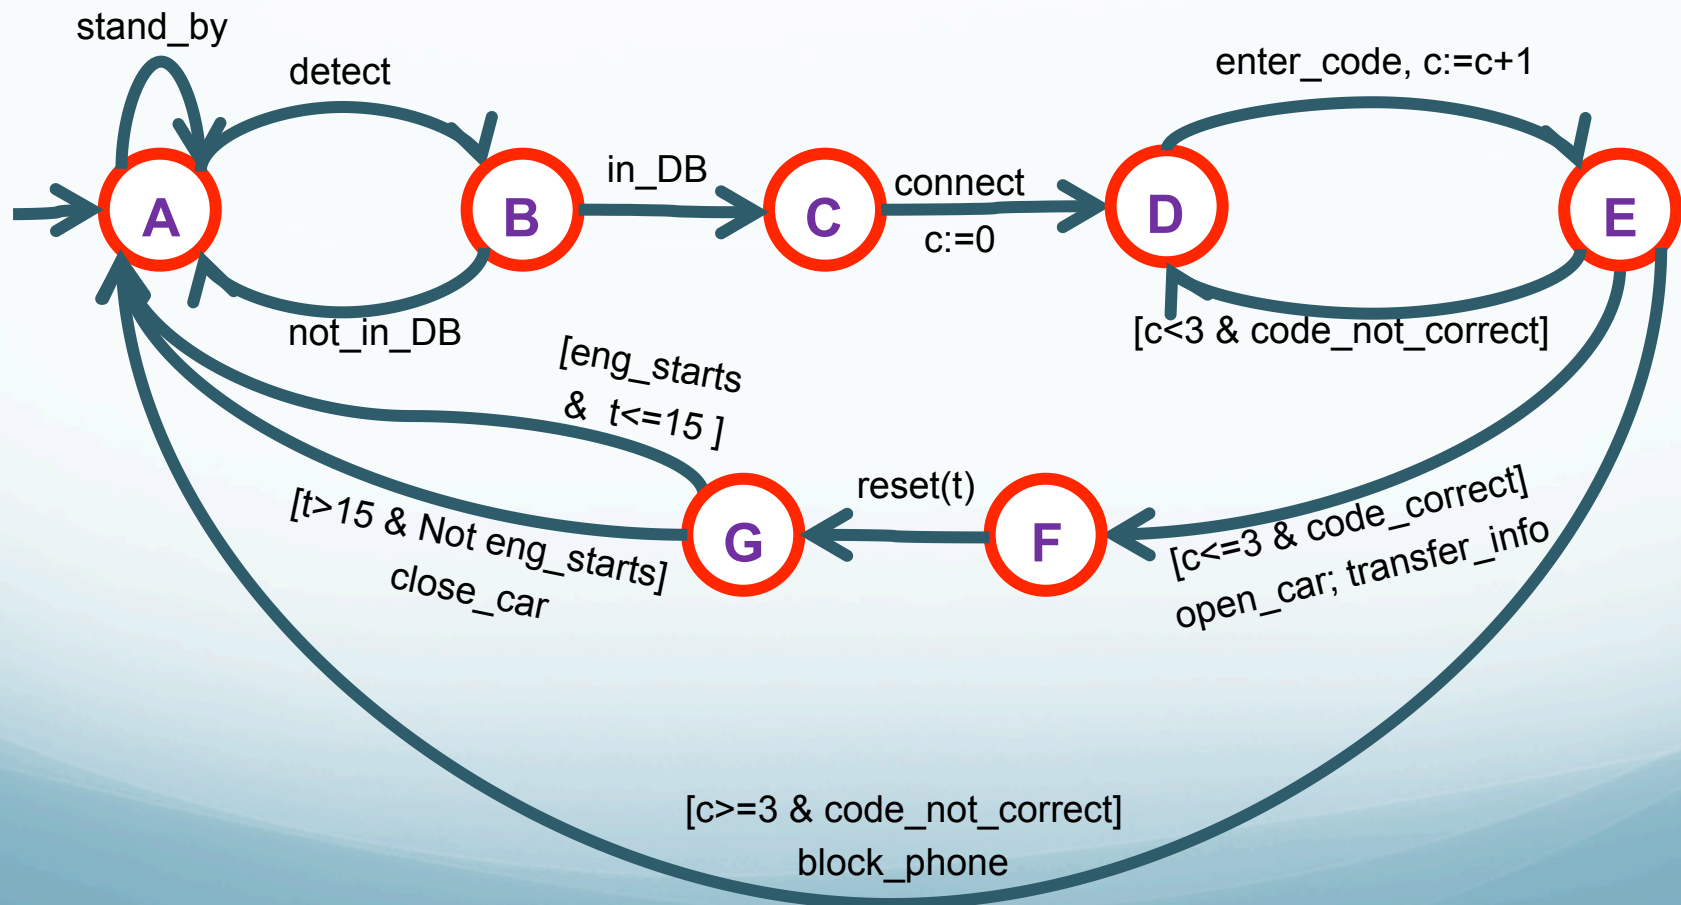 stand_by
detect
enter_code, c:=c+1
A
B
in_DB
C
connect
c:=0
D
E
not_in_DB
[c<3 & code_not_correct]
[eng_starts
& t<=15 ]
[t>15 & Not eng_starts]
close_car
G
reset(t)
F
[c<=3 & code_correct]
open_car; transfer_info
[c>=3 & code_not_correct]
block_phone